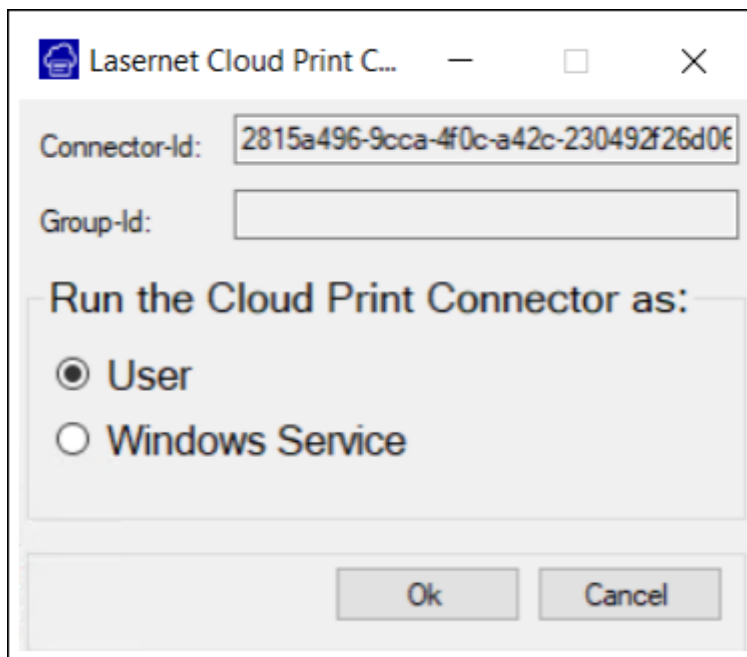 Lasernet Cloud Print C...
Connector-Id: 2815a496-9cca-4f0c-a42c-230492f26d06
Group-Id:
Run the Cloud Print Connector as:
User
Windows Service
Ok Cancel